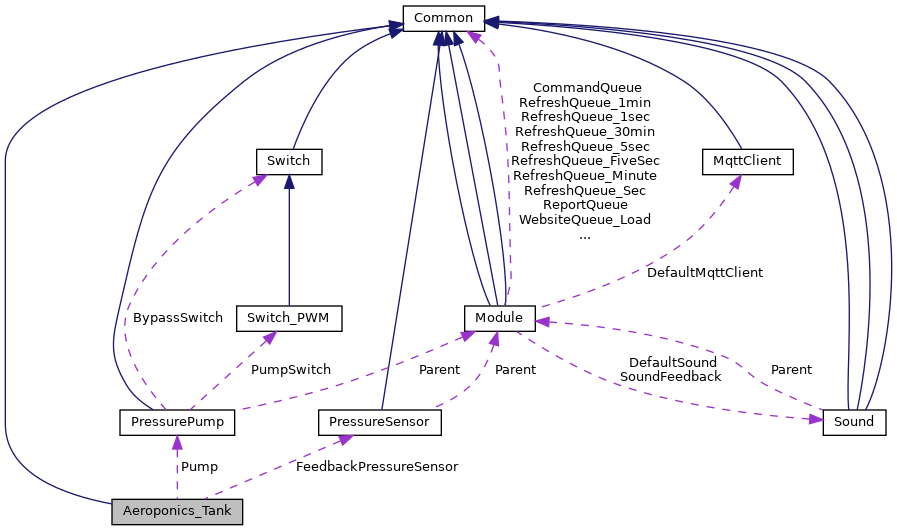 Common
CommandQueue
RefreshQueue_1min
RefreshQueue_1sec
RefreshQueue_30min
RefreshQueue_5sec
RefreshQueue_FiveSec
RefreshQueue_Minute
RefreshQueue_Sec
ReportQueue
WebsiteQueue_Load
...
Switch
MqttClient
DefaultMqttClient
BypassSwitch
Switch_PWM
Module
PumpSwitch
Parent
Parent
DefaultSound
SoundFeedback
Parent
PressurePump
PressureSensor
Sound
Pump
FeedbackPressureSensor
Aeroponics_Tank